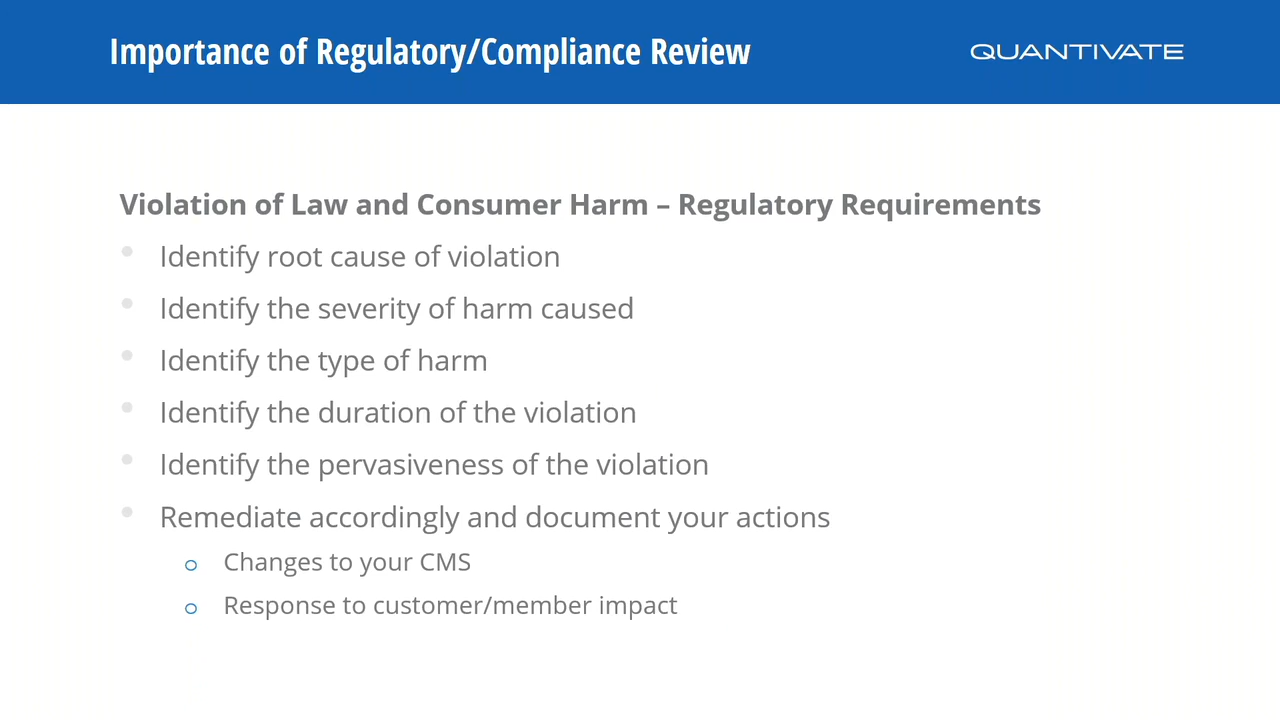 Importance of Regulatory/Compliance Review
QUANTIVATE
Violation of Law and Consumer Harm – Regulatory Requirements
Identify root cause of violation
Identify the severity of harm caused
Identify the type of harm
Identify the duration of the violation
Identify the pervasiveness of the violation
Remediate accordingly and document your actions
Changes to your CMS
Response to customer/member impact